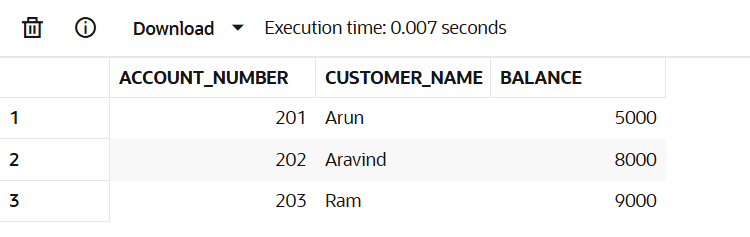 Download Execution time: 0.007 seconds
ACCOUNT_NUMBER CUSTOMER_NAME BALANCE
1 201 Arun 5000
2 202 Aravind 8000
3 203 Ram 9000